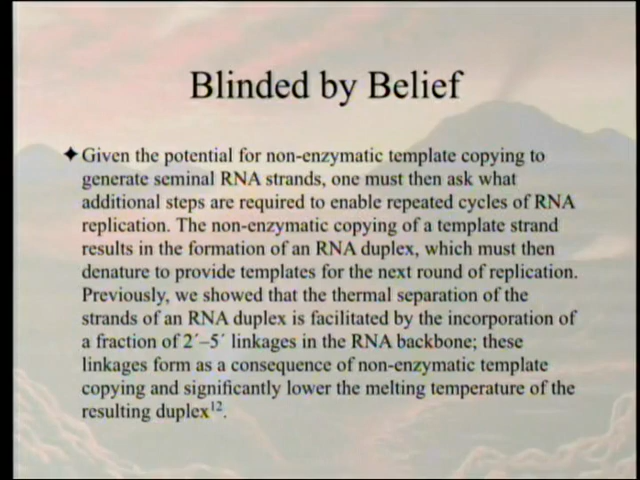 Blinded by Belief
✦ Given the potential for non-enzymatic template copying to
generate seminal RNA strands, one must then ask what
additional steps are required to enable repeated cycles of RNA
replication. The non-enzymatic copying of a template strand
results in the formation of an RNA duplex, which must then
denature to provide templates for the next round of replication.
Previously, we showed that the thermal separation of the
strands of an RNA duplex is facilitated by the incorporation of
a fraction of 2´–5´ linkages in the RNA backbone; these
linkages form as a consequence of non-enzymatic template
copying and significantly lower the melting temperature of the
resulting duplex¹².